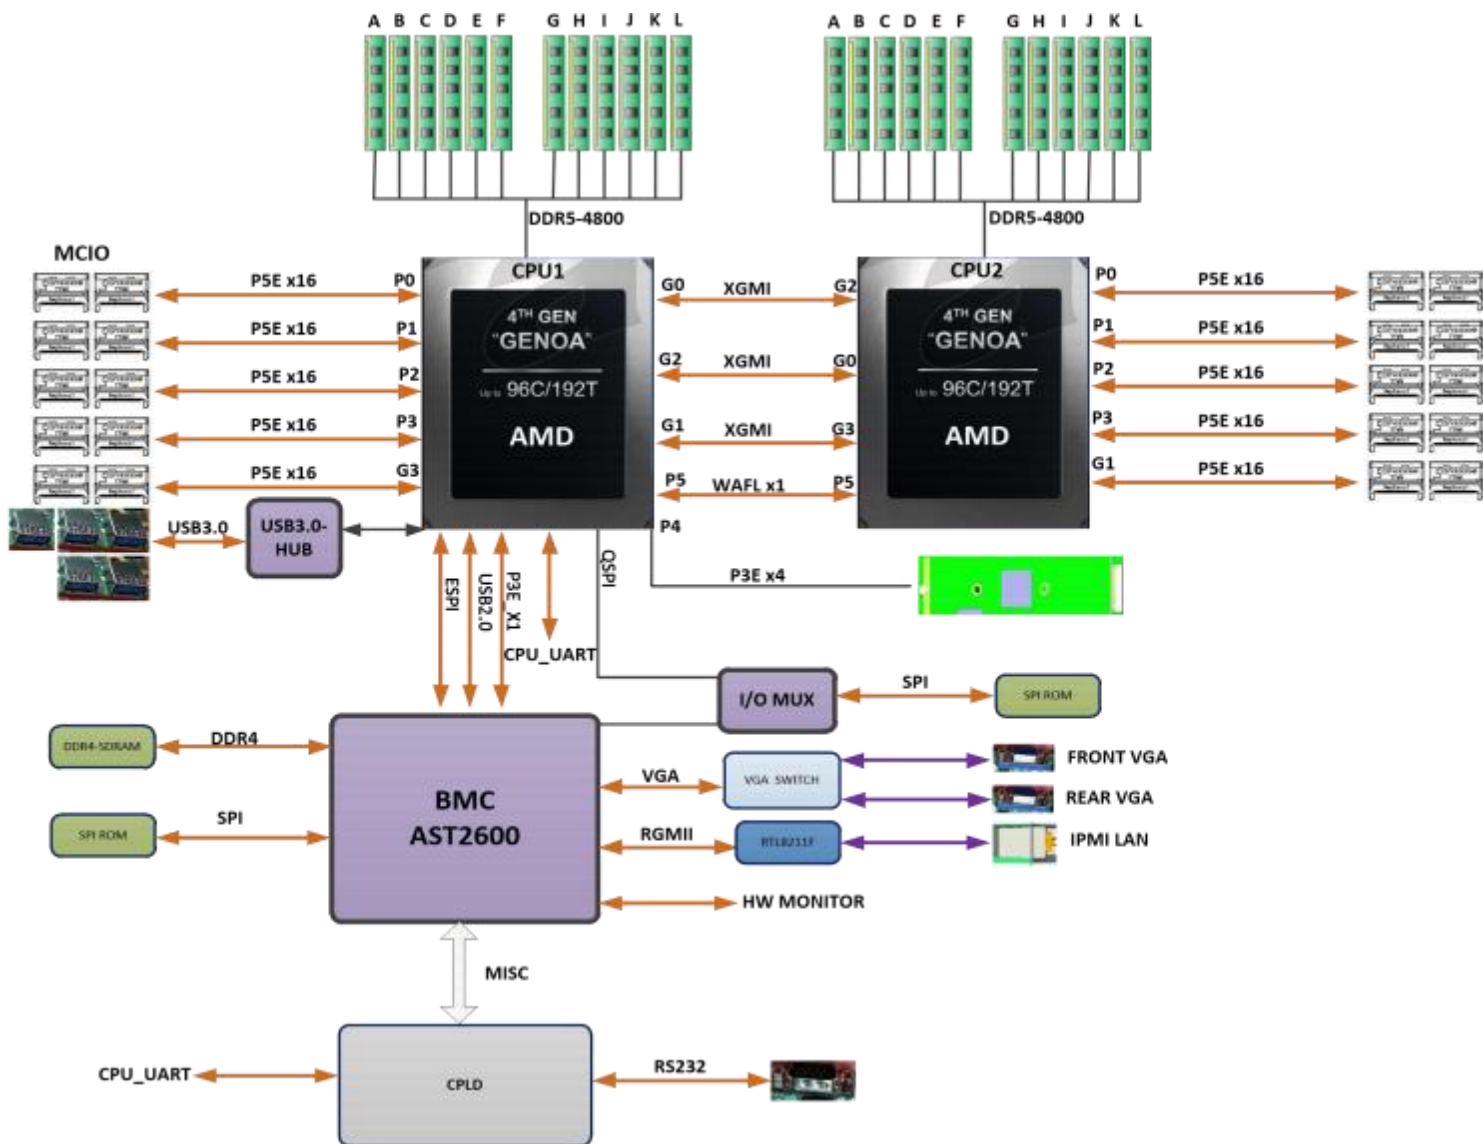 A B C D E F G H I J K L
A B C D E F G H I J K L
DDR5-4800
DDR5-4800
MCIO
CPU1
CPU2
P5E x16
P0
G0
XGMI
G2
P0
P5E x16
4TH GEN
"GENOA"
Up to 96C/192T
AMD
4TH GEN
"GENOA"
Up to 96C/192T
AMD
P5E x16
P1
P1
P5E x16
P5E x16
P2
G2
XGMI
G0
P2
P5E x16
P5E x16
P3
G1
XGMI
G3
P3
P5E x16
P5E x16
G3
P5
WAFL x1
P5
G1
P5E x16
P4
USB3.0
USB3.0-
HUB
ESPI
USB2.0
P3E_X1
CPU_UART
QSPI
P3E x4
I/O MUX
SPI
SPI ROM
DDR4-SDRAM
DDR4
SPI ROM
SPI
BMC
AST2600
VGA
VGA SWITCH
FRONT VGA
REAR VGA
RGMII
RTL8211F
IPMI LAN
HW MONITOR
MISC
CPU_UART
CPLD
RS232